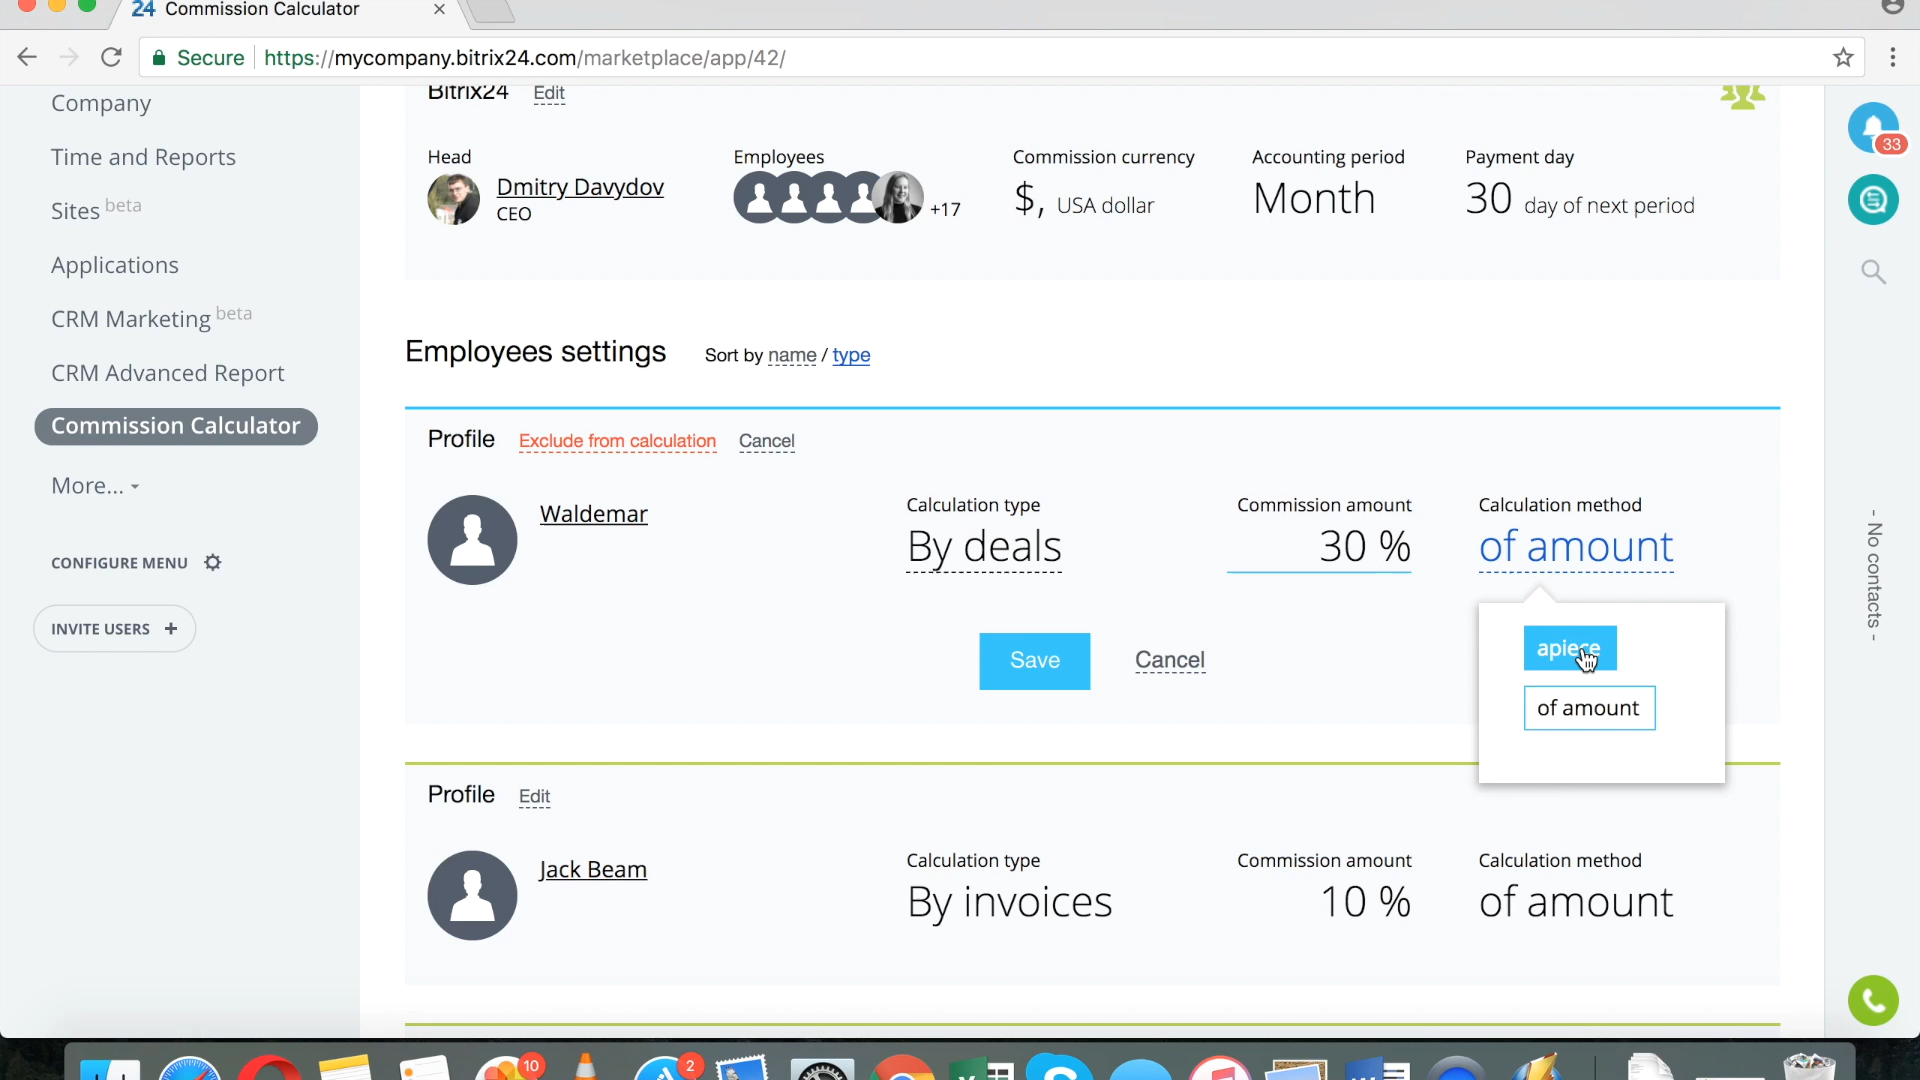 24 Commission Calculator
Secure https://mycompany.bitrix24.com/marketplace/app/42/
Company
Time and Reports
Sites beta
Applications
CRM Marketing beta
CRM Advanced Report
Commission Calculator
More...
CONFIGURE MENU
INVITE USERS +
Bitrix24 Edit
Head
Dmitry Davydov
CEO
Employees
+17
Commission currency
$, USA dollar
Accounting period
Month
Payment day
30 day of next period
33
Employees settings Sort by name / type
Profile Exclude from calculation Cancel
Waldemar
Calculation type
By deals
Commission amount
30 %
Calculation method
of amount
apiece
of amount
Save Cancel
- No contacts -
Profile Edit
Jack Beam
Calculation type
By invoices
Commission amount
10 %
Calculation method
of amount
10
2